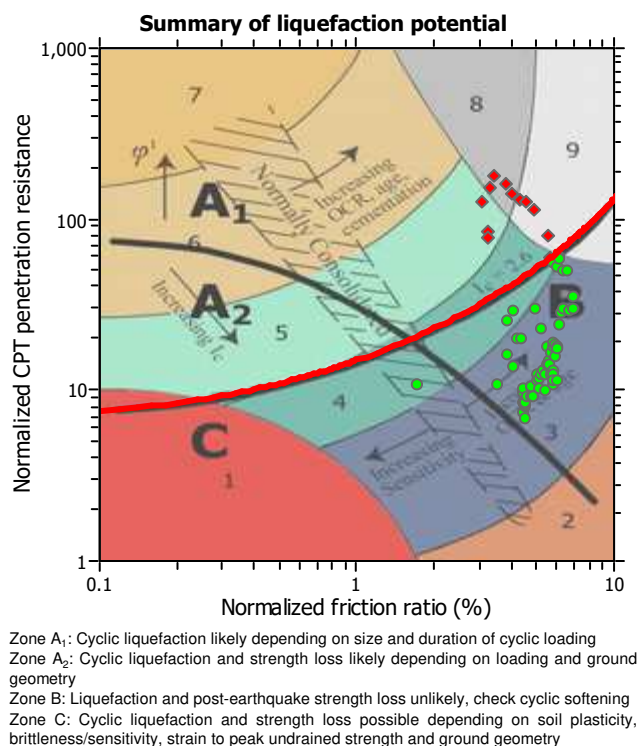 Summary of liquefaction potential
1,000
100
10
1
Normalized CPT penetration resistance
7
8
9
φ'
A1
Increasing
OCR, age,
cementation
Normally Consolidated
6
Increasing Ic
A2
5
Ic = 2.6
B
4
C
1
Increasing
Sensitivity
3
2
0.1
1
10
Normalized friction ratio (%)
Zone A1: Cyclic liquefaction likely depending on size and duration of cyclic loading
Zone A2: Cyclic liquefaction and strength loss likely depending on loading and ground
geometry
Zone B: Liquefaction and post-earthquake strength loss unlikely, check cyclic softening
Zone C: Cyclic liquefaction and strength loss possible depending on soil plasticity,
brittleness/sensitivity, strain to peak undrained strength and ground geometry